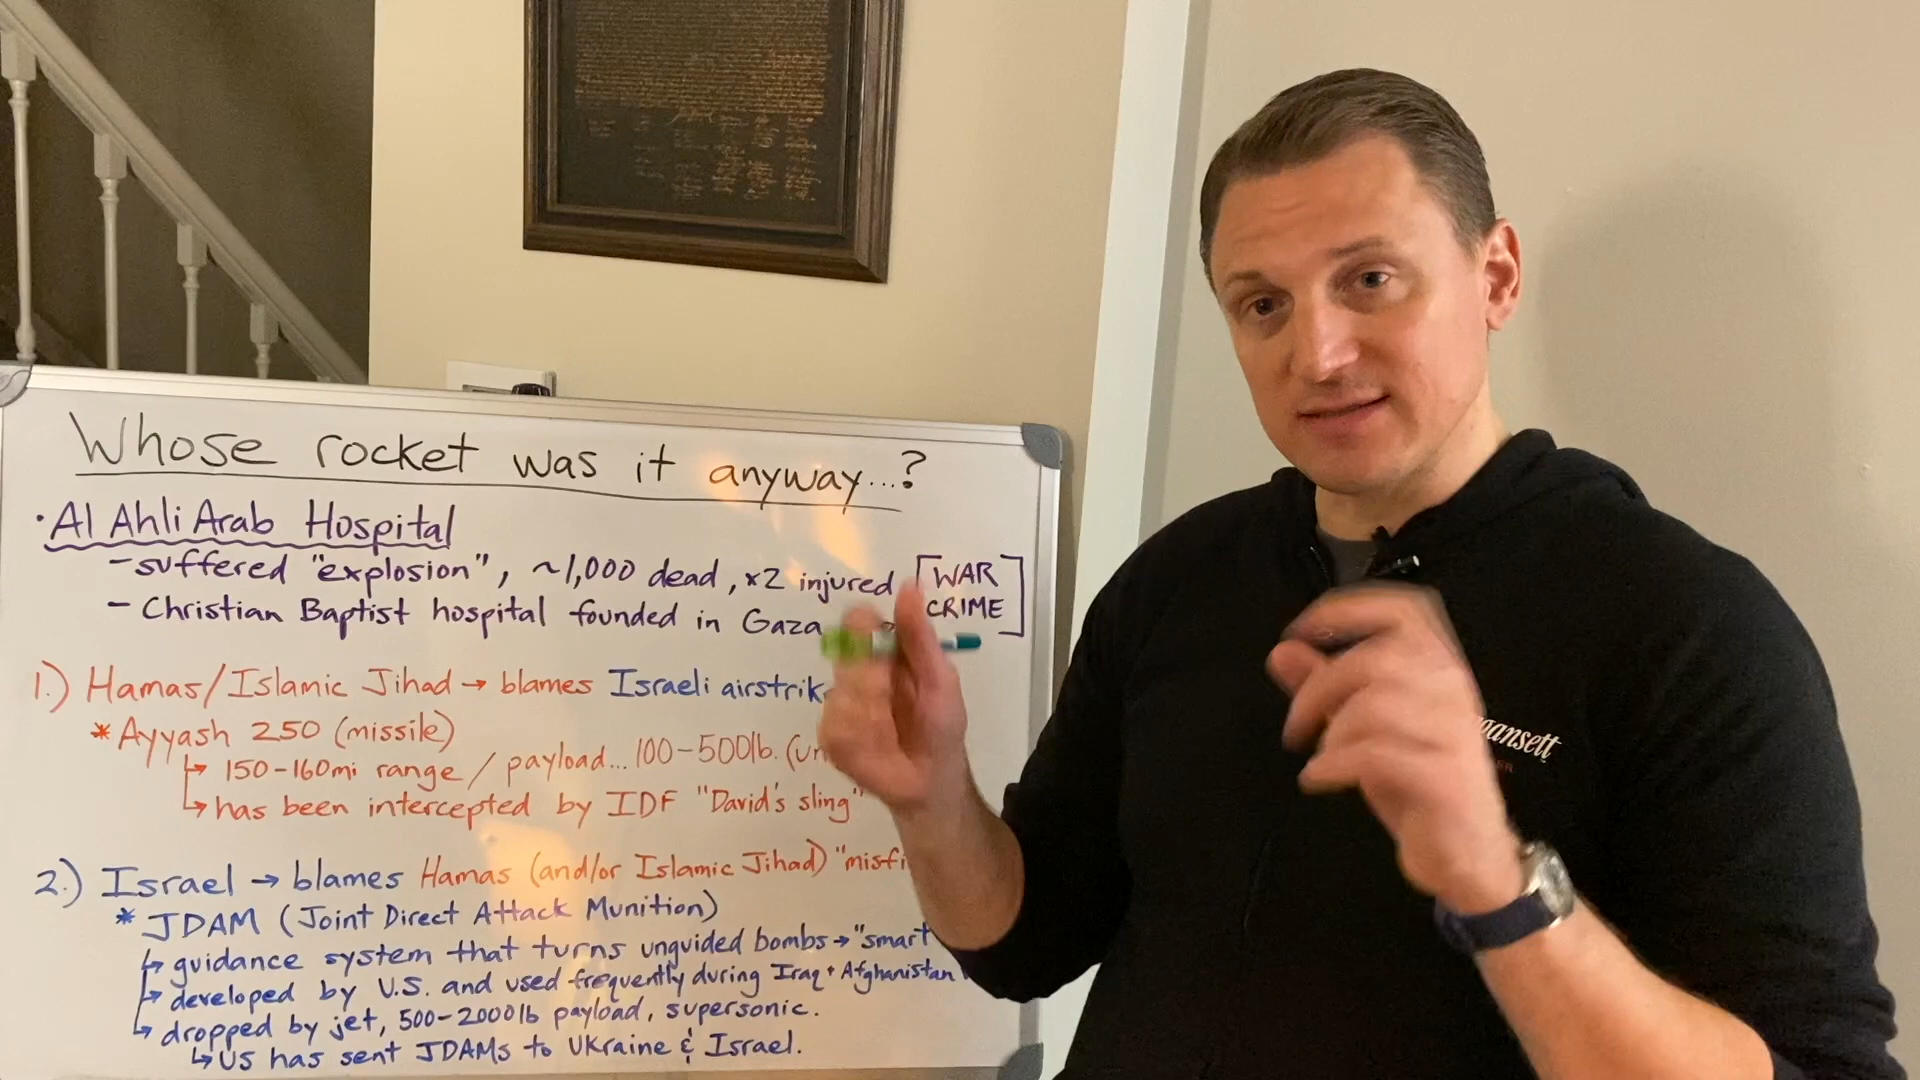 Whose rocket was it anyway...?
• Al Ahli Arab Hospital
- suffered "explosion", ~1,000 dead, x2 injured
[WAR CRIME]
- Christian Baptist hospital founded in Gaza
1.) Hamas/Islamic Jihad → blames Israeli airstrik
* Ayyash 250 (missile)
↳ 150-160mi range / payload... 100-500lb. (un
↳ has been intercepted by IDF "David's sling"
2.) Israel → blames Hamas (and/or Islamic Jihad) "misfi
* JDAM (Joint Direct Attack Munition)
↳ guidance system that turns unguided bombs → "smart
↳ developed by U.S. and used frequently during Iraq + Afghanistan
↳ dropped by jet, 500-2000lb payload, supersonic.
↳ US has sent JDAMs to Ukraine & Israel.
gansett